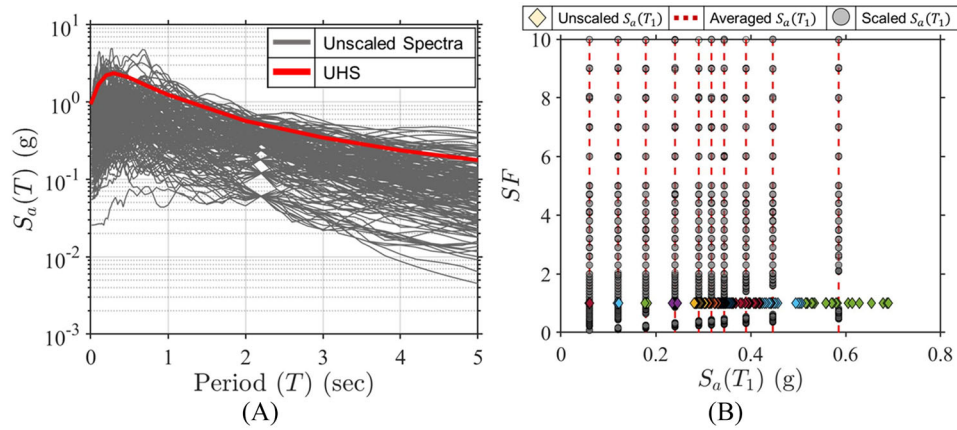 Unscaled Spectra
UHS
S_a(T) (g)
10^1
10^0
10^-1
10^-2
10^-3
0 1 2 3 4 5
Period (T) (sec)
(A)
Unscaled S_a(T_1) Averaged S_a(T_1) Scaled S_a(T_1)
SF
10
8
6
4
2
0
0 0.2 0.4 0.6 0.8
S_a(T_1) (g)
(B)